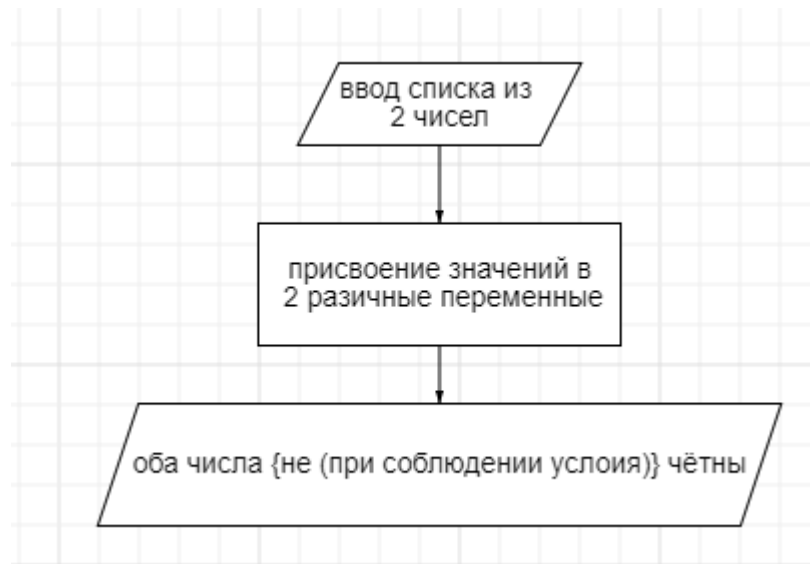 ввод списка из
2 чисел
присвоение значений в
2 разичные переменные
оба числа {не (при соблюдении услоия)} чётны